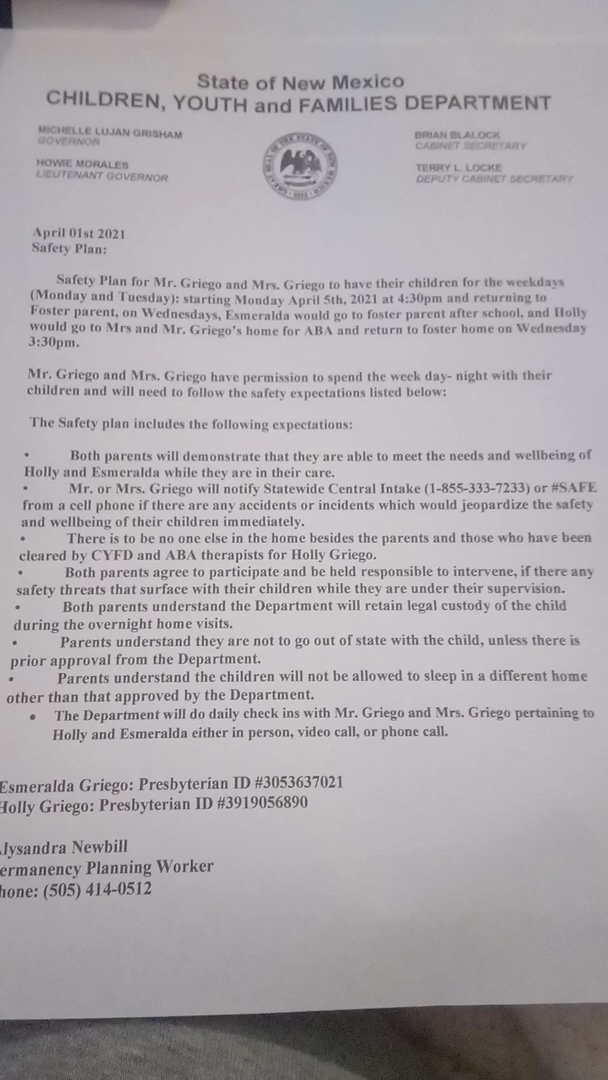 State of New Mexico
CHILDREN, YOUTH and FAMILIES DEPARTMENT
MICHELLE LUJAN GRISHAM
GOVERNOR
HOWIE MORALES
LIEUTENANT GOVERNOR
BRIAN BLALOCK
CABINET SECRETARY
TERRY L. LOCKE
DEPUTY CABINET SECRETARY
April 01st 2021
Safety Plan:
Safety Plan for Mr. Griego and Mrs. Griego to have their children for the weekdays
(Monday and Tuesday): starting Monday April 5th, 2021 at 4:30pm and returning to
Foster parent, on Wednesdays, Esmeralda would go to foster parent after school, and Holly
would go to Mrs and Mr. Griego's home for ABA and return to foster home on Wednesday
3:30pm.
Mr. Griego and Mrs. Griego have permission to spend the week day- night with their
children and will need to follow the safety expectations listed below:
The Safety plan includes the following expectations:
• Both parents will demonstrate that they are able to meet the needs and wellbeing of
Holly and Esmeralda while they are in their care.
• Mr. or Mrs. Griego will notify Statewide Central Intake (1-855-333-7233) or #SAFE
from a cell phone if there are any accidents or incidents which would jeopardize the safety
and wellbeing of their children immediately.
• There is to be no one else in the home besides the parents and those who have been
cleared by CYFD and ABA therapists for Holly Griego.
• Both parents agree to participate and be held responsible to intervene, if there any
safety threats that surface with their children while they are under their supervision.
• Both parents understand the Department will retain legal custody of the child
during the overnight home visits.
• Parents understand they are not to go out of state with the child, unless there is
prior approval from the Department.
• Parents understand the children will not be allowed to sleep in a different home
other than that approved by the Department.
• The Department will do daily check ins with Mr. Griego and Mrs. Griego pertaining to
Holly and Esmeralda either in person, video call, or phone call.
Esmeralda Griego: Presbyterian ID #3053637021
Holly Griego: Presbyterian ID #3919056890
lysandra Newbill
ermanency Planning Worker
hone: (505) 414-0512